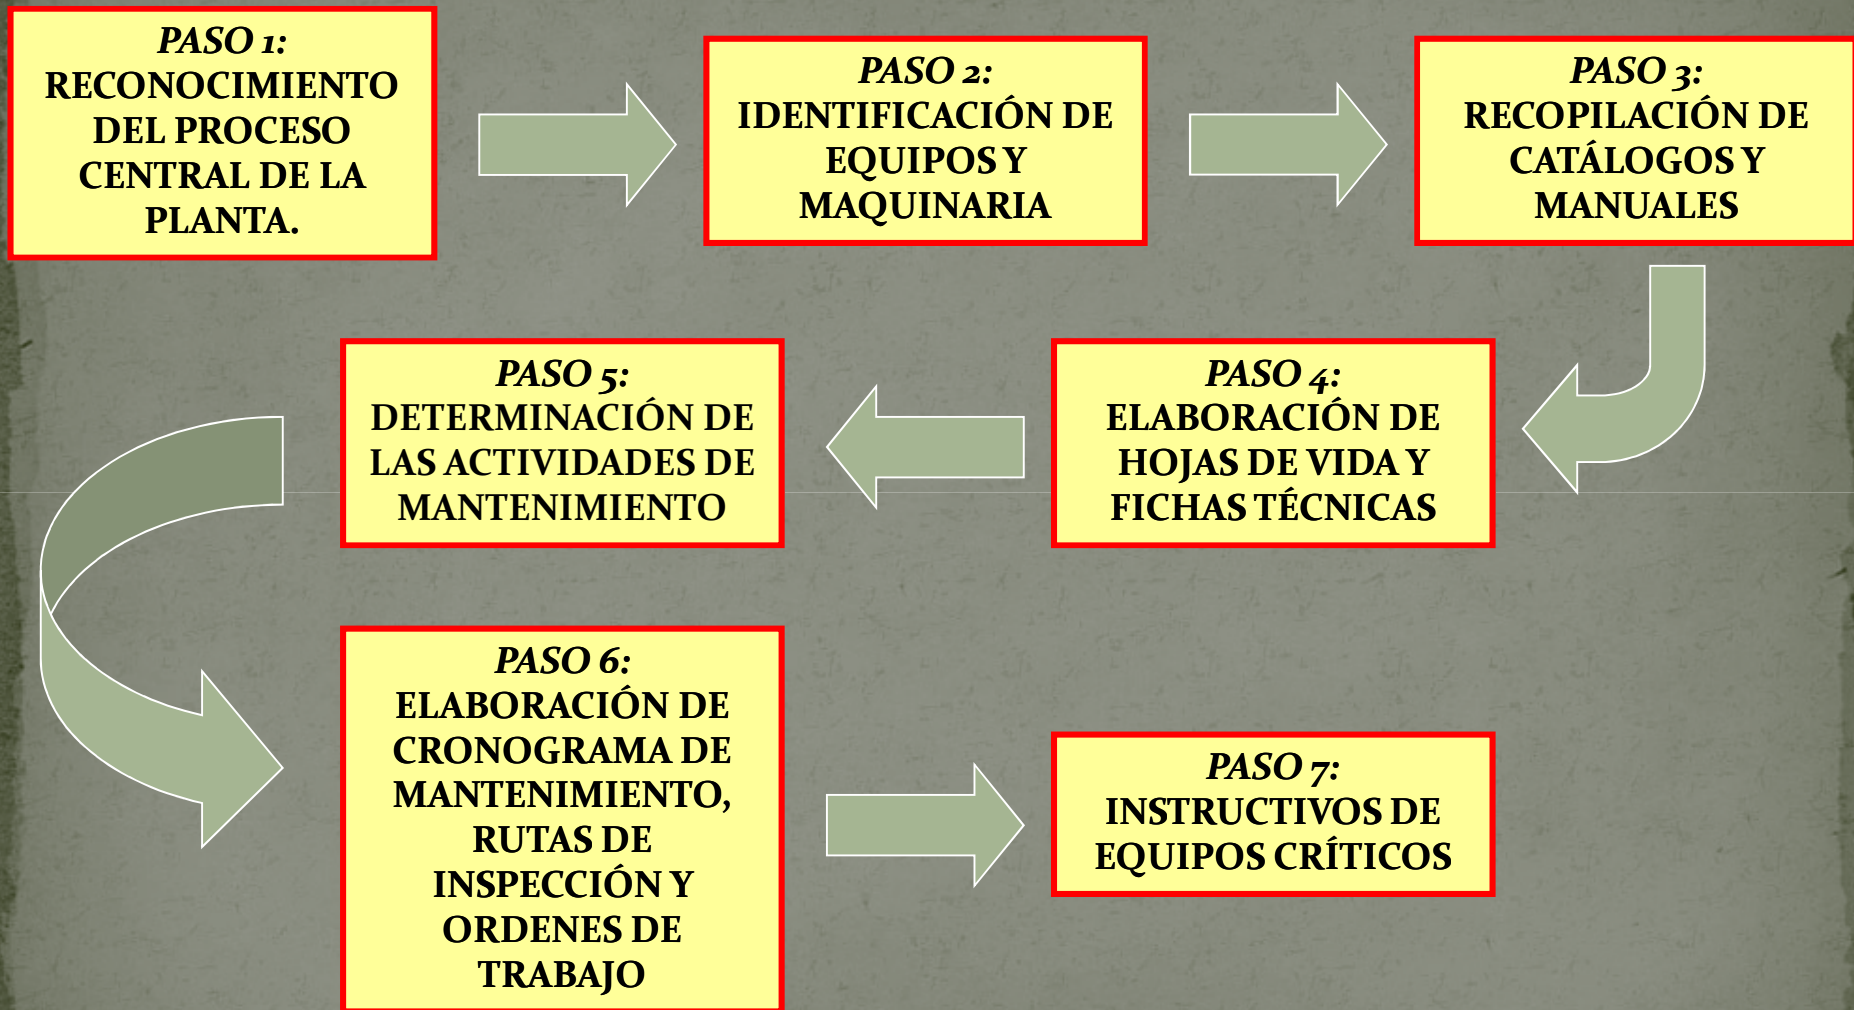 PASO 1:
RECONOCIMIENTO
DEL PROCESO
CENTRAL DE LA
PLANTA.
PASO 2:
IDENTIFICACIÓN DE
EQUIPOS Y
MAQUINARIA
PASO 3:
RECOPILACIÓN DE
CATÁLOGOS Y
MANUALES
PASO 4:
ELABORACIÓN DE
HOJAS DE VIDA Y
FICHAS TÉCNICAS
PASO 5:
DETERMINACIÓN DE
LAS ACTIVIDADES DE
MANTENIMIENTO
PASO 6:
ELABORACIÓN DE
CRONOGRAMA DE
MANTENIMIENTO,
RUTAS DE
INSPECCIÓN Y
ORDENES DE
TRABAJO
PASO 7:
INSTRUCTIVOS DE
EQUIPOS CRÍTICOS